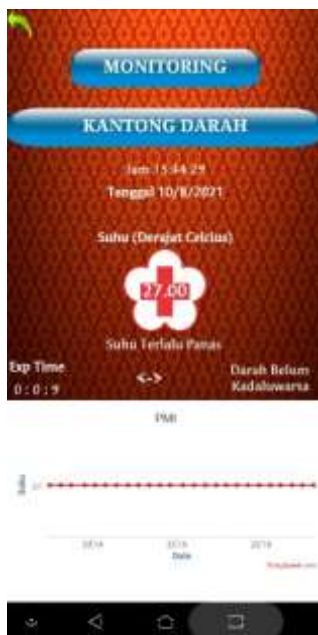 MONITORING
KANTONG DARAH
Jam 15:44:29
Tanggal 10/8/2021
Suhu (Derajat Celcius)
27.00
Suhu Terlalu Panas
Exp Time
0:0:9
<->
Darah Belum
Kadaluwarsa
PMI
Suhu
Date